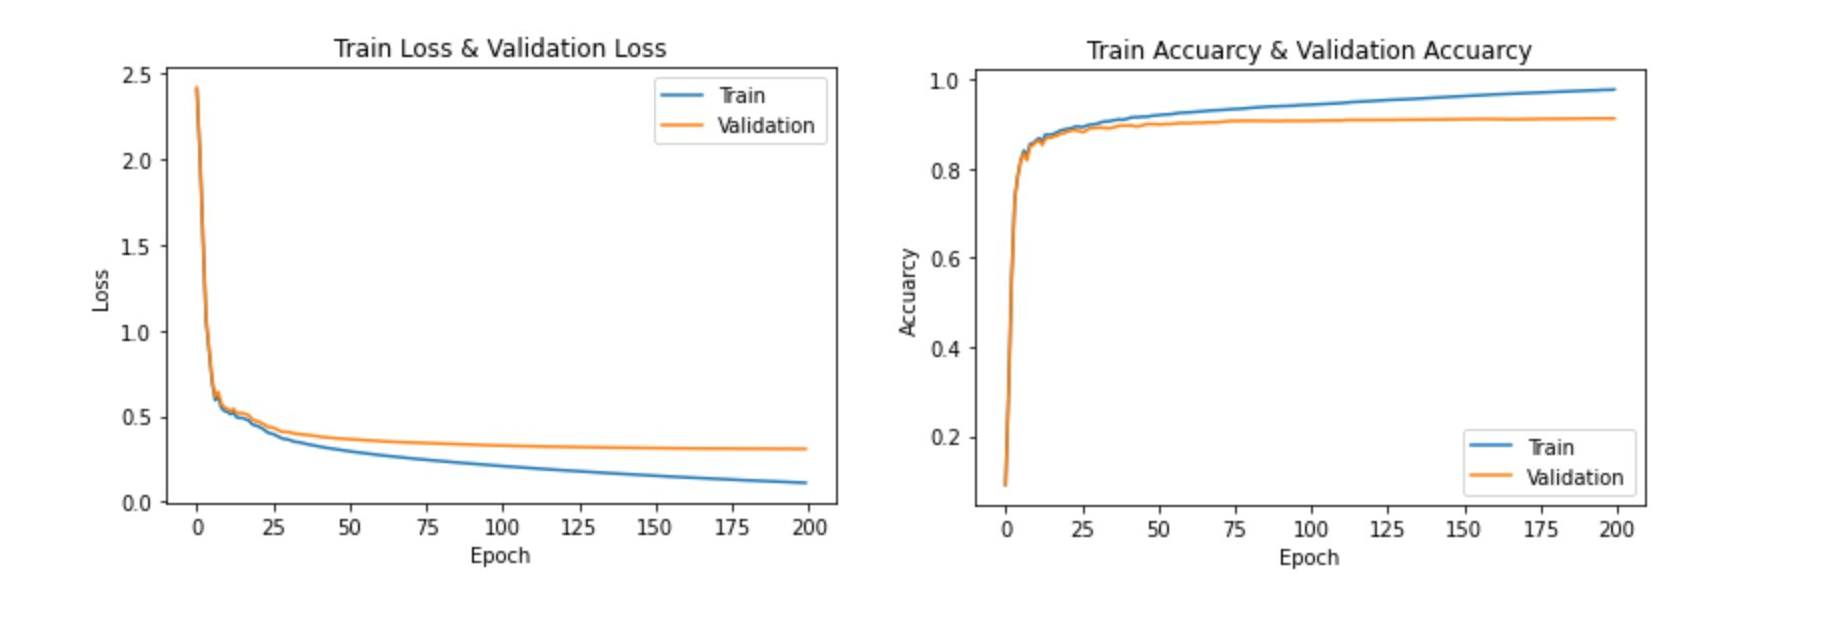 Train Loss & Validation Loss
2.5
2.0
1.5
1.0
0.5
0.0
Loss
Train
Validation
0 25 50 75 100 125 150 175 200
Epoch
Train Accuarcy & Validation Accuarcy
1.0
0.8
0.6
0.4
0.2
Accuarcy
Train
Validation
0 25 50 75 100 125 150 175 200
Epoch